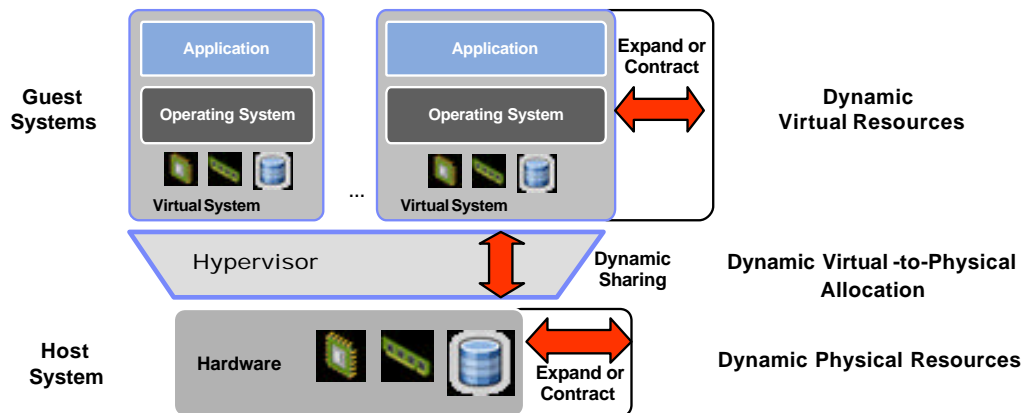 Application
Application
Expand or
Contract
Guest
Systems
Operating System
Operating System
Dynamic
Virtual Resources
Virtual System
...
Virtual System
Hypervisor
Dynamic
Sharing
Dynamic Virtual -to-Physical
Allocation
Host
System
Hardware
Expand or
Contract
Dynamic Physical Resources